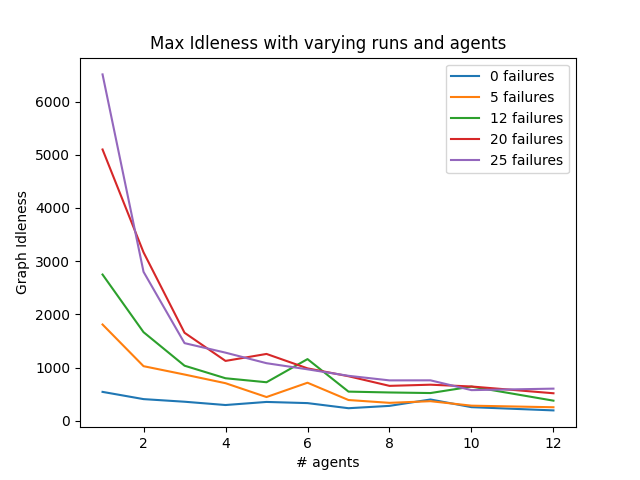 Max Idleness with varying runs and agents
0 failures
5 failures
12 failures
20 failures
25 failures
Graph Idleness
6000
5000
4000
3000
2000
1000
0
2 4 6 8 10 12
# agents